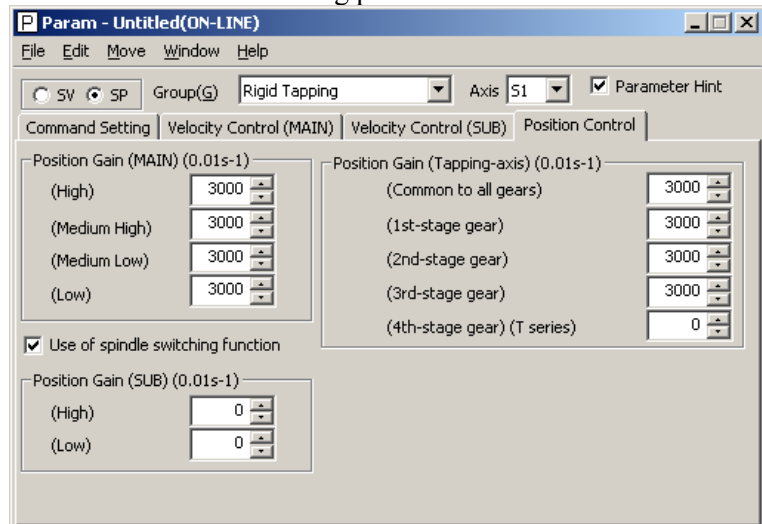 Param - Untitled(ON-LINE)
File Edit Move Window Help
SV SP Group(G) Rigid Tapping Axis S1 Parameter Hint
Command Setting Velocity Control (MAIN) Velocity Control (SUB) Position Control
Position Gain (MAIN) (0.01s-1)
(High) 3000
(Medium High) 3000
(Medium Low) 3000
(Low) 3000
Use of spindle switching function
Position Gain (SUB) (0.01s-1)
(High) 0
(Low) 0
Position Gain (Tapping-axis) (0.01s-1)
(Common to all gears) 3000
(1st-stage gear) 3000
(2nd-stage gear) 3000
(3rd-stage gear) 3000
(4th-stage gear) (T series) 0